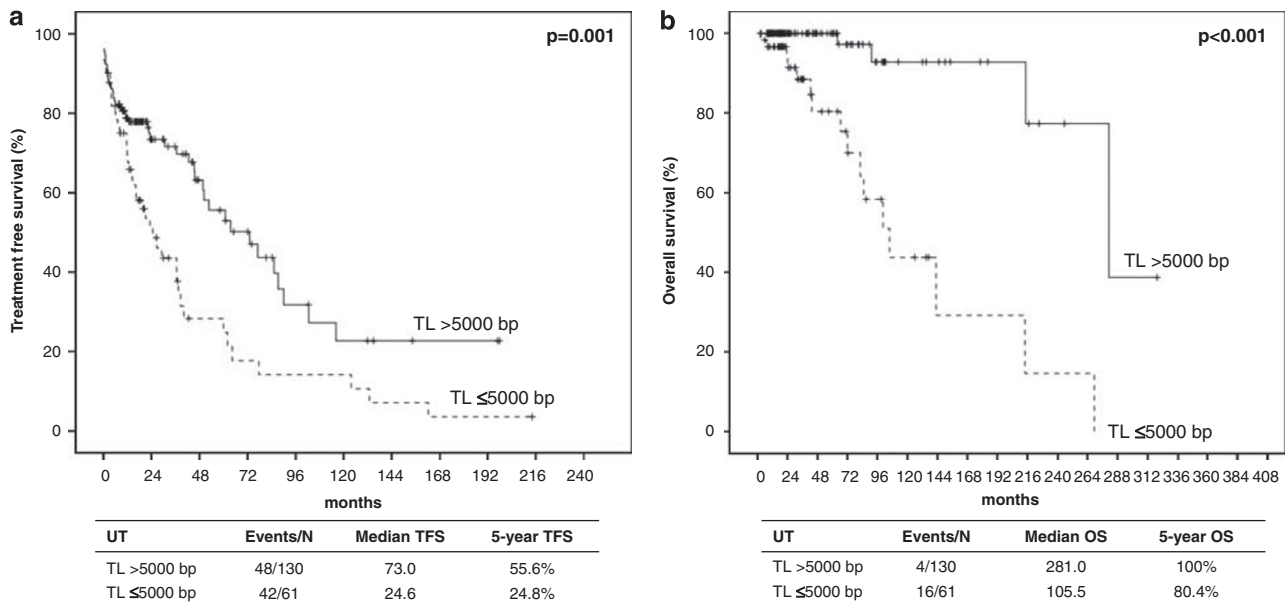 a
p=0.001
Treatment free survival (%)
100
80
60
40
20
0
TL >5000 bp
TL ≤5000 bp
0 24 48 72 96 120 144 168 192 216 240
months
UT Events/N Median TFS 5-year TFS
TL >5000 bp 48/130 73.0 55.6%
TL ≤5000 bp 42/61 24.6 24.8%
b
p<0.001
Overall survival (%)
100
80
60
40
20
0
TL >5000 bp
TL ≤5000 bp
0 24 48 72 96 120 144 168 192 216 240 264 288 312 336 360 384 408
months
UT Events/N Median OS 5-year OS
TL >5000 bp 4/130 281.0 100%
TL ≤5000 bp 16/61 105.5 80.4%